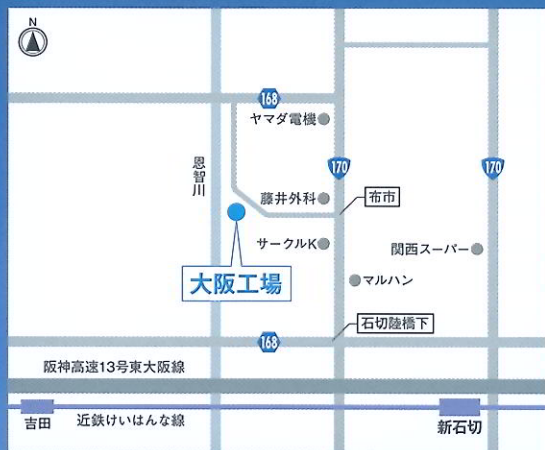 N
168
ヤマダ電機
恩智川
170
170
藤井外科
布市
サークルK
関西スーパー
大阪工場
マルハン
石切陸橋下
168
阪神高速13号東大阪線
吉田
近鉄けいはんな線
新石切